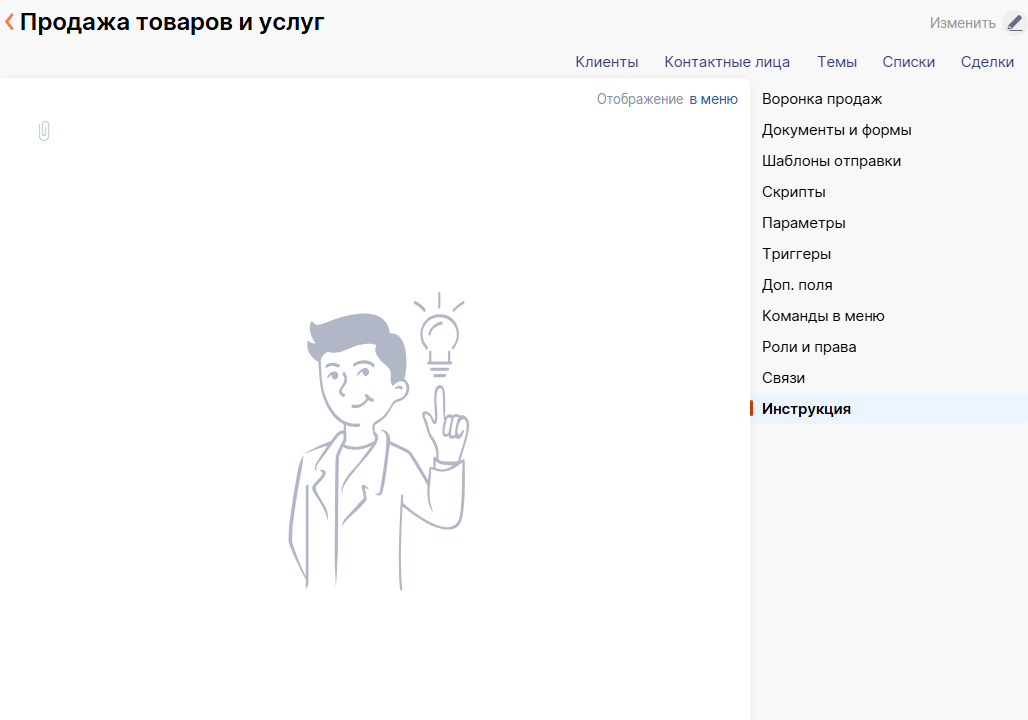 Продажа товаров и услуг
Изменить
Клиенты Контактные лица Темы Списки Сделки
Отображение в меню
Воронка продаж
Документы и формы
Шаблоны отправки
Скрипты
Параметры
Триггеры
Доп. поля
Команды в меню
Роли и права
Связи
Инструкция